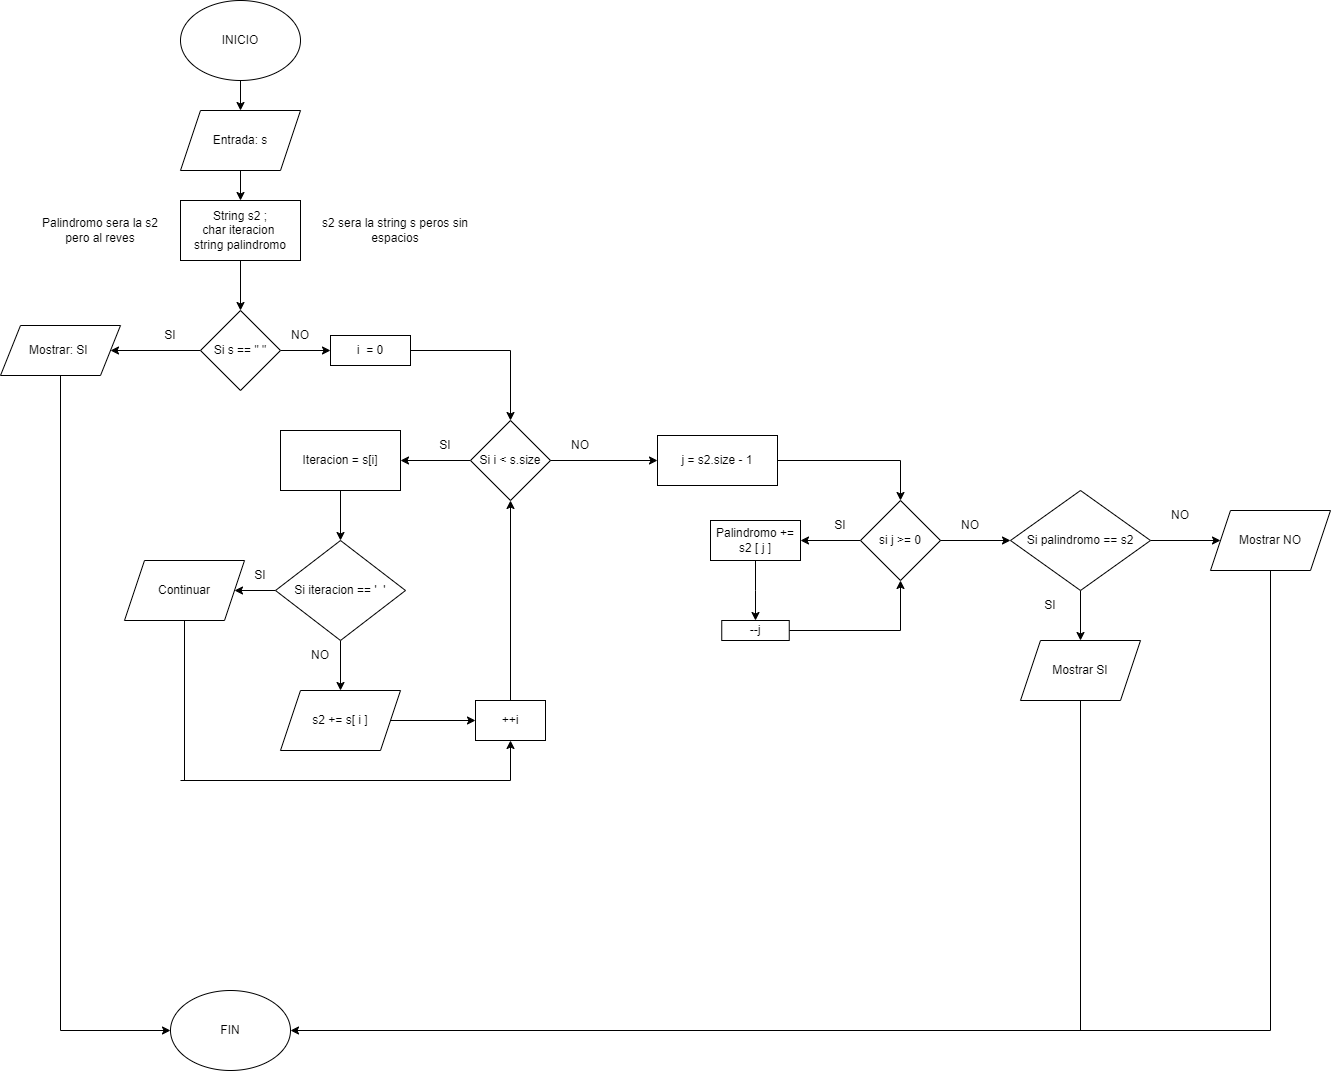 INICIO
Entrada: s
Palindromo sera la s2
pero al reves
String s2 ;
char iteracion
string palindromo
s2 sera la string s peros sin
espacios
Mostrar: SI
SI
Si s == " "
NO
i  = 0
Iteracion = s[i]
SI
Si i < s.size
NO
j = s2.size - 1
Palindromo +=
s2 [ j ]
SI
si j >= 0
NO
Si palindromo == s2
NO
Mostrar NO
Continuar
SI
Si iteracion == '  '
NO
--j
SI
Mostrar SI
s2 += s[ i ]
++i
FIN